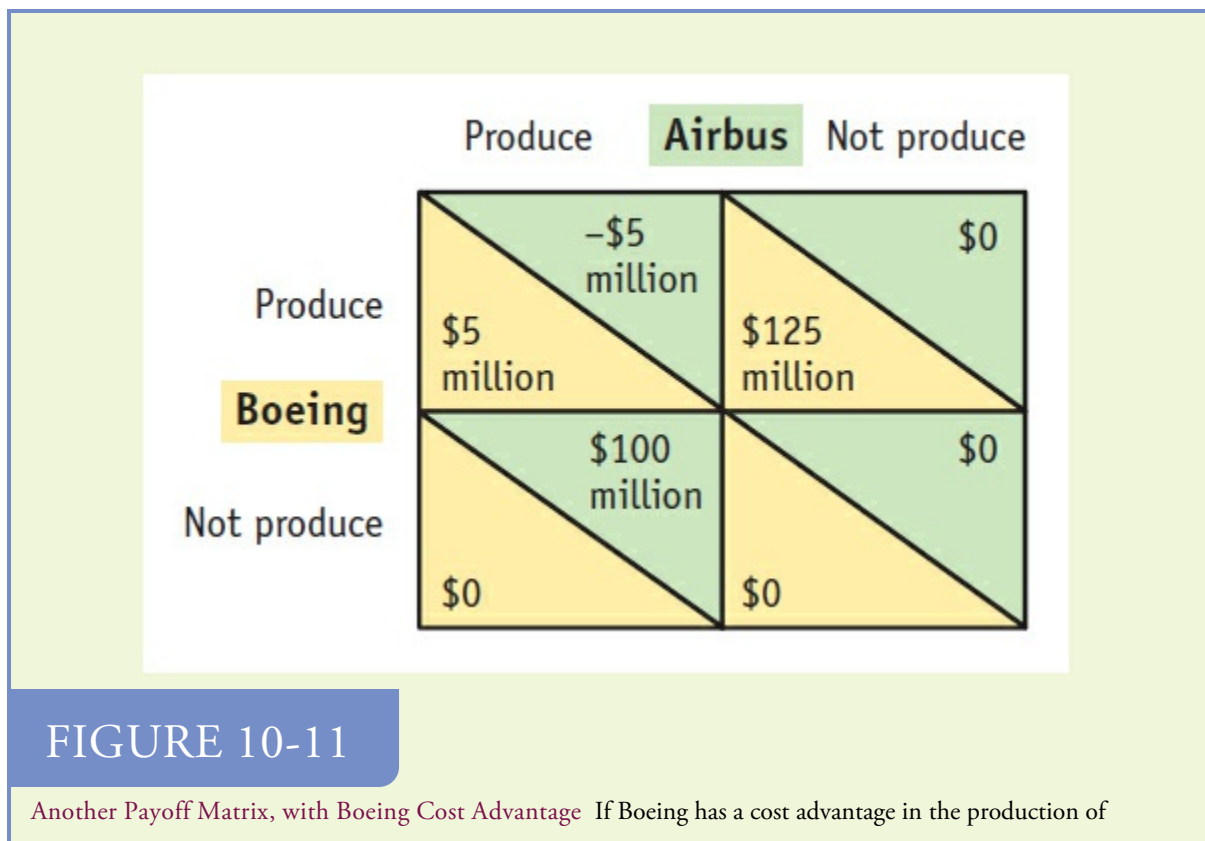 Produce Airbus Not produce
–$5
million
$0
Produce
$5
million
$125
million
Boeing
$100
million
$0
Not produce
$0
$0
FIGURE 10-11
Another Payoff Matrix, with Boeing Cost Advantage If Boeing has a cost advantage in the production of